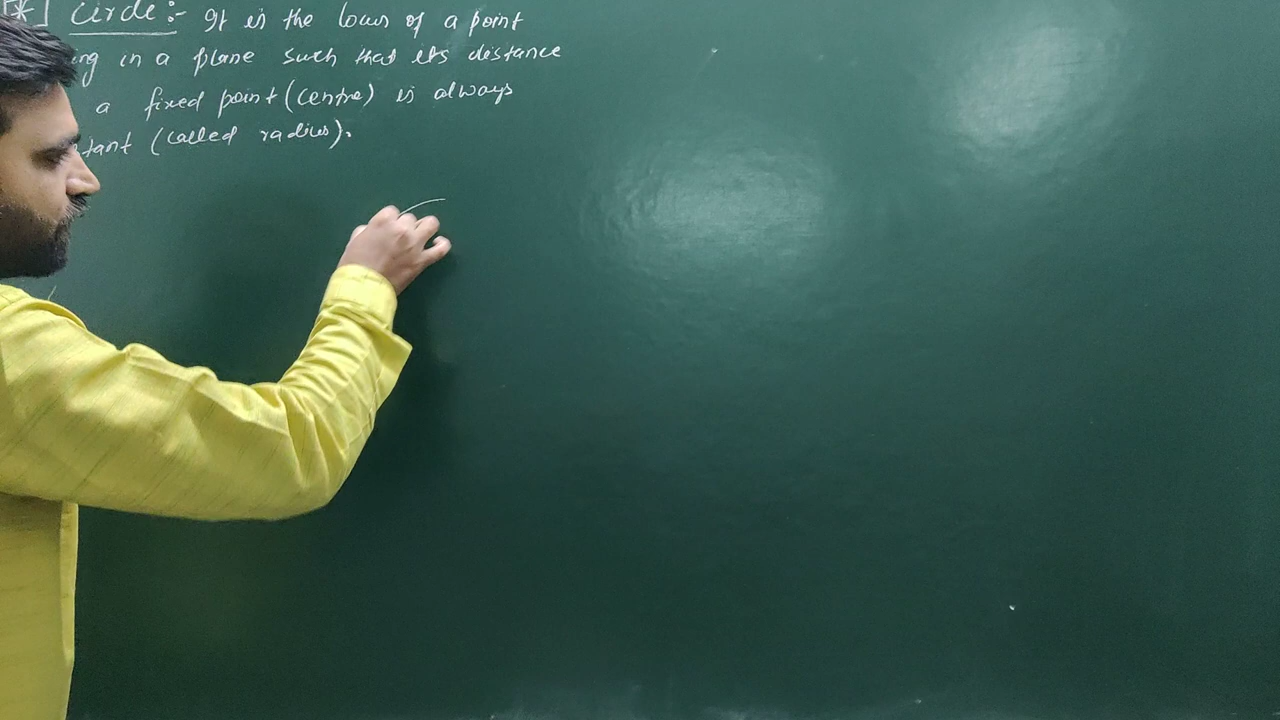 [*] Circle:- It is the locus of a point
ing in a plane such that its distance
a fixed point (centre) is always
tant (called radius).